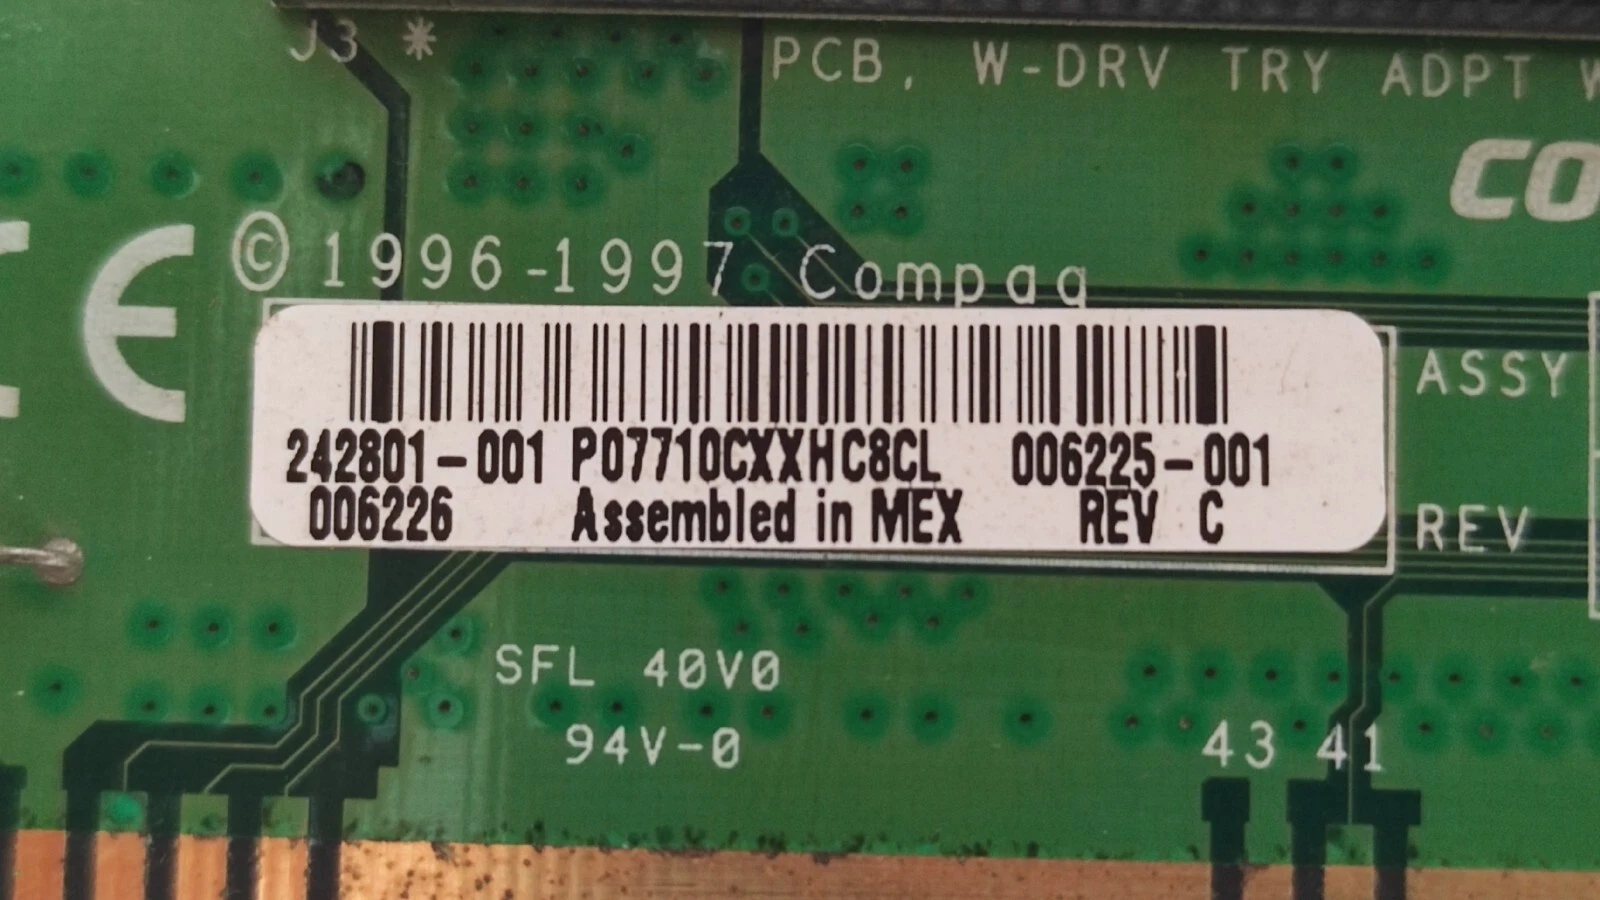 J3 *
PCB, W-DRV TRY ADPT W
CO
© 1996-1997 Compaq
CE
242801-001 P07710CXXHC8CL 006225-001
006226 Assembled in MEX REV C
ASSY
REV
SFL 40V0
94V-0
43 41